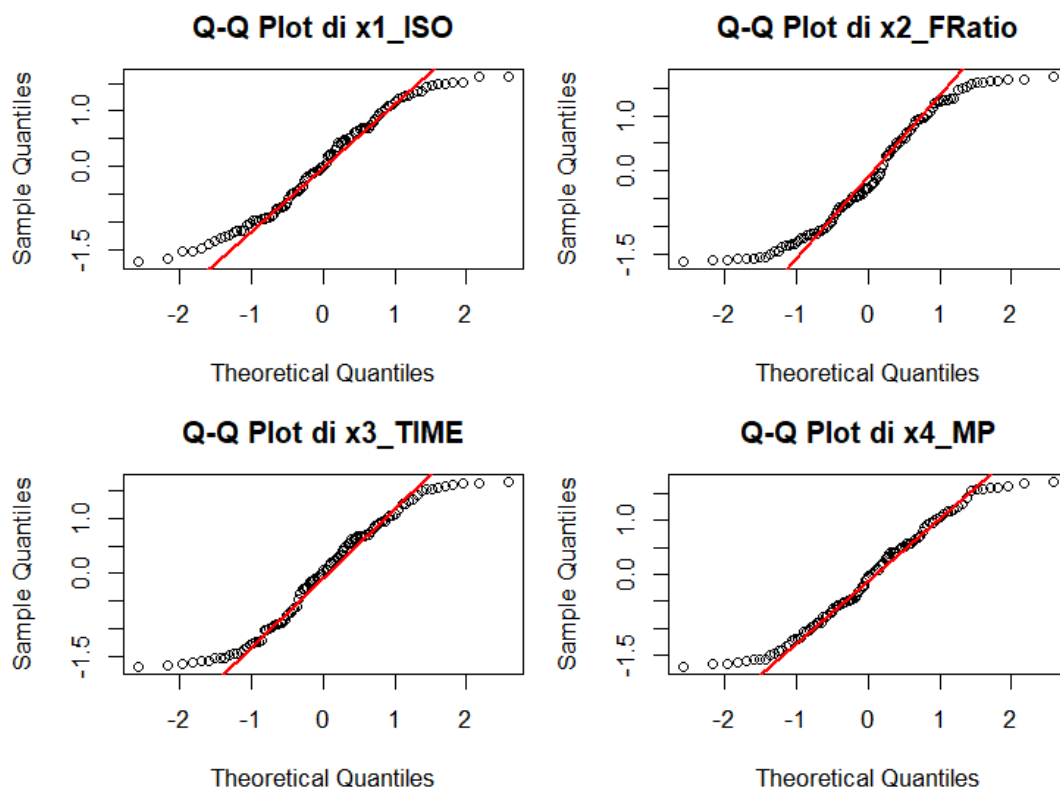 Q-Q Plot di x1_ISO
Sample Quantiles
1.0
0.0
-1.5
-2 -1 0 1 2
Theoretical Quantiles
Q-Q Plot di x2_FRatio
Sample Quantiles
1.0
0.0
-1.5
-2 -1 0 1 2
Theoretical Quantiles
Q-Q Plot di x3_TIME
Sample Quantiles
1.0
0.0
-1.5
-2 -1 0 1 2
Theoretical Quantiles
Q-Q Plot di x4_MP
Sample Quantiles
1.0
0.0
-1.5
-2 -1 0 1 2
Theoretical Quantiles